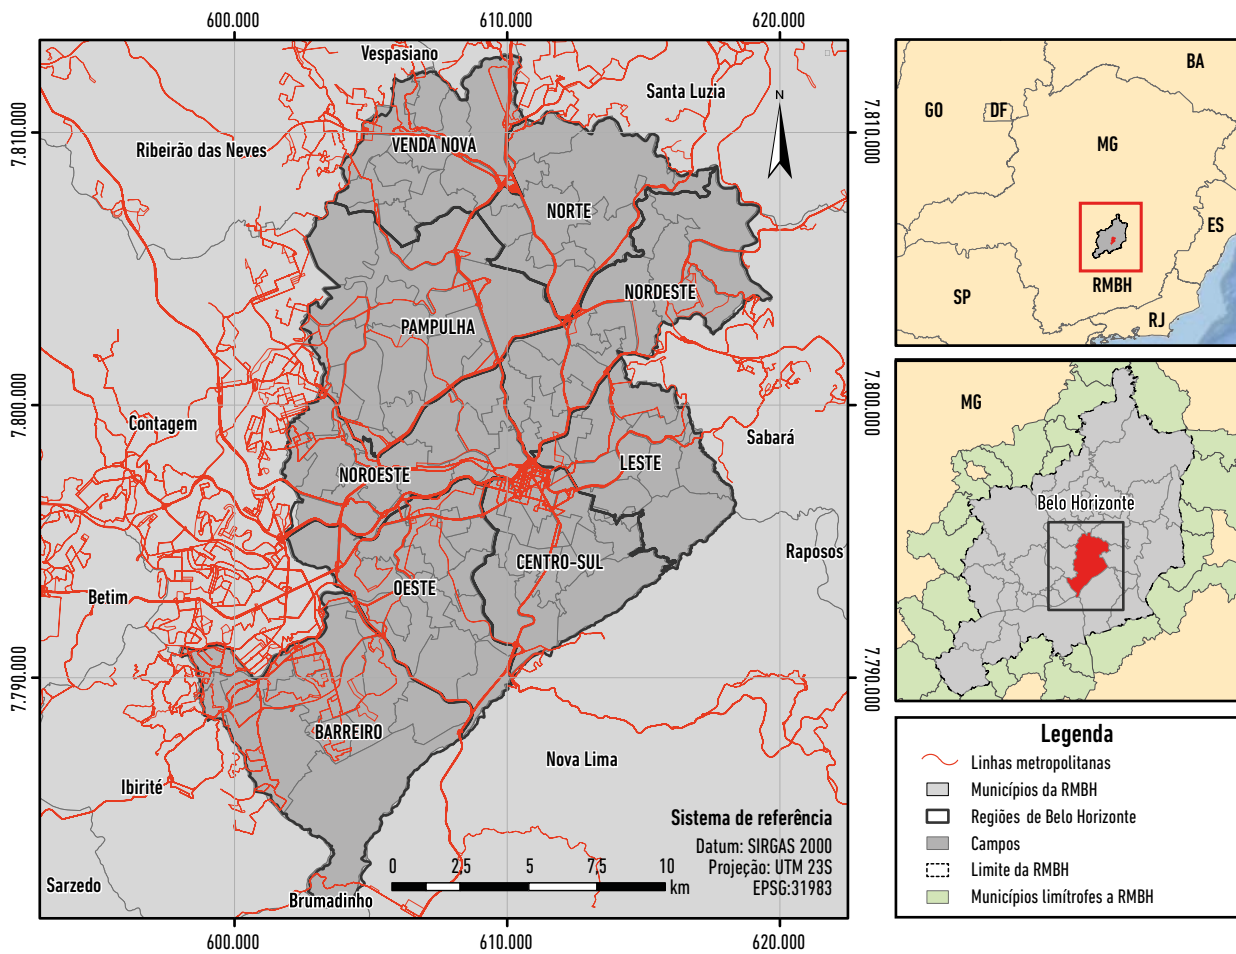 600.000
610.000
620.000
Vespasiano
Santa Luzia
N
7.810.000
7.810.000
Ribeirão das Neves
VENDA NOVA
NORTE
NORDESTE
PAMPULHA
7.800.000
7.800.000
Contagem
Sabará
NOROESTE
LESTE
CENTRO-SUL
Raposos
OESTE
Betim
7.790.000
7.790.000
BARREIRO
Nova Lima
Ibirité
Sarzedo
Brumadinho
Sistema de referência
Datum: SIRGAS 2000
Projeção: UTM 23S
EPSG:31983
0
2,5
5
7,5
10
km
600.000
610.000
620.000
BA
GO
DF
MG
ES
SP
RMBH
RJ
MG
Belo Horizonte
Legenda
Linhas metropolitanas
Municípios da RMBH
Regiões de Belo Horizonte
Campos
Limite da RMBH
Municípios limítrofes a RMBH